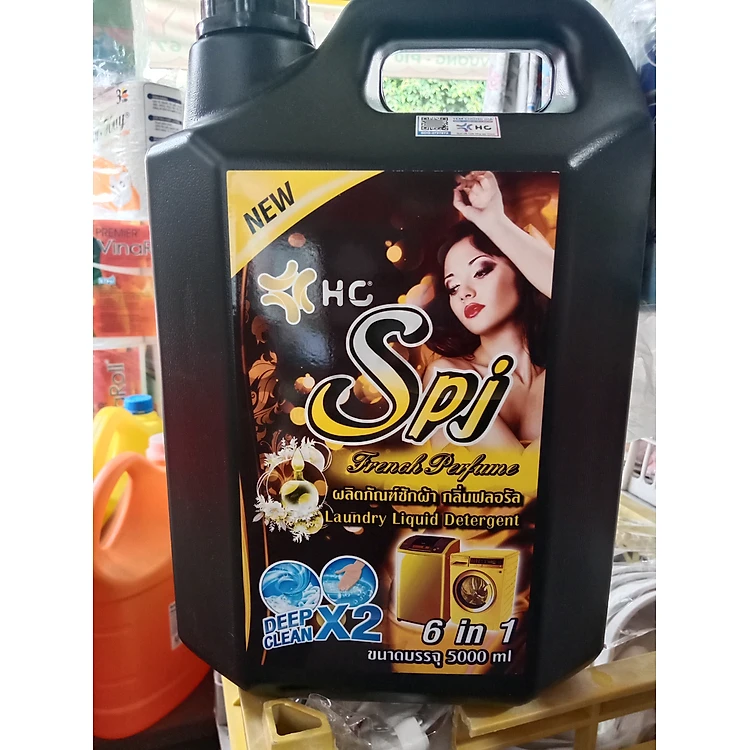 HC
NEW
HC
Spj
French Perfume
ผลิตภัณฑ์ซักผ้า กลิ่นฟลอรัล
Laundry Liquid Detergent
DEEP
CLEAN
X2
6 in 1
ขนาดบรรจุ 5000 ml
PREMIER